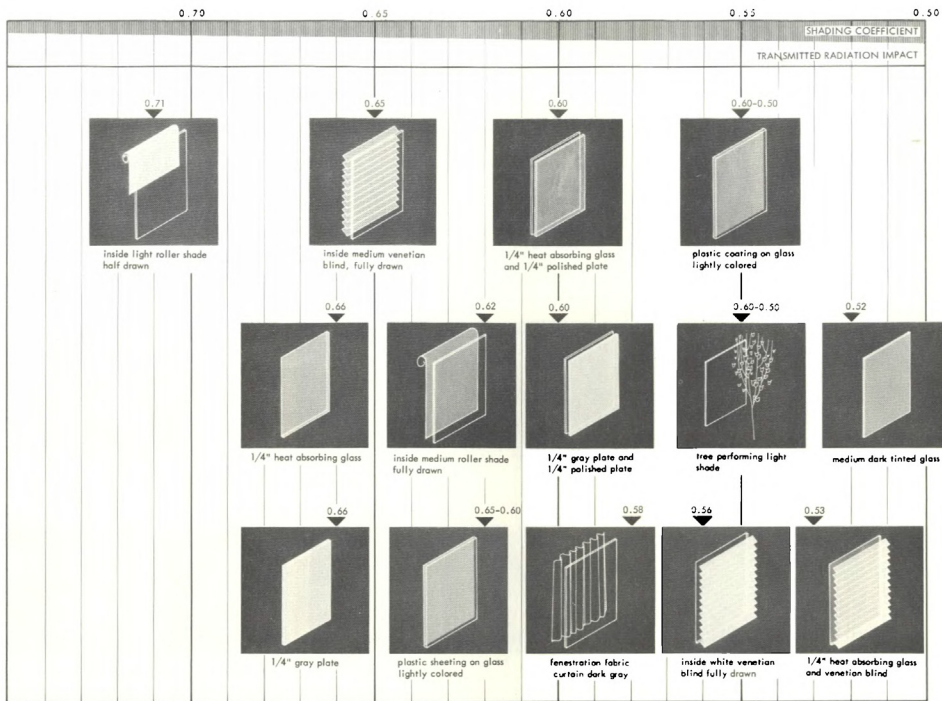 0.70 0.65 0.60 0.55 0.50
SHADING COEFFICIENT
TRANSMITTED RADIATION IMPACT
0.71 0.65 0.60 0.60-0.50
inside light roller shade
half drawn
inside medium venetian
blind, fully drawn
1/4" heat absorbing glass
and 1/4" polished plate
plastic coating on glass
lightly colored
0.66 0.62 0.60 0.60-0.50 0.52
1/4" heat absorbing glass
inside medium roller shade
fully drawn
1/4" gray plate and
1/4" polished plate
tree performing light
shade
medium dark tinted glass
0.66 0.65-0.60 0.58 0.56 0.53
1/4" gray plate
plastic sheeting on glass
lightly colored
fenestration fabric
curtain dark gray
inside white venetian
blind fully drawn
1/4" heat absorbing glass
and venetian blind